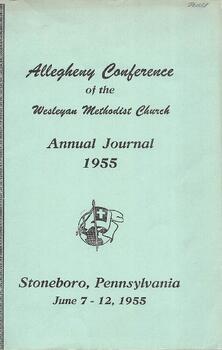 Allegheny Conference
of the
Wesleyan Methodist Church
Annual Journal
1955
Stoneboro, Pennsylvania
June 7 - 12, 1955